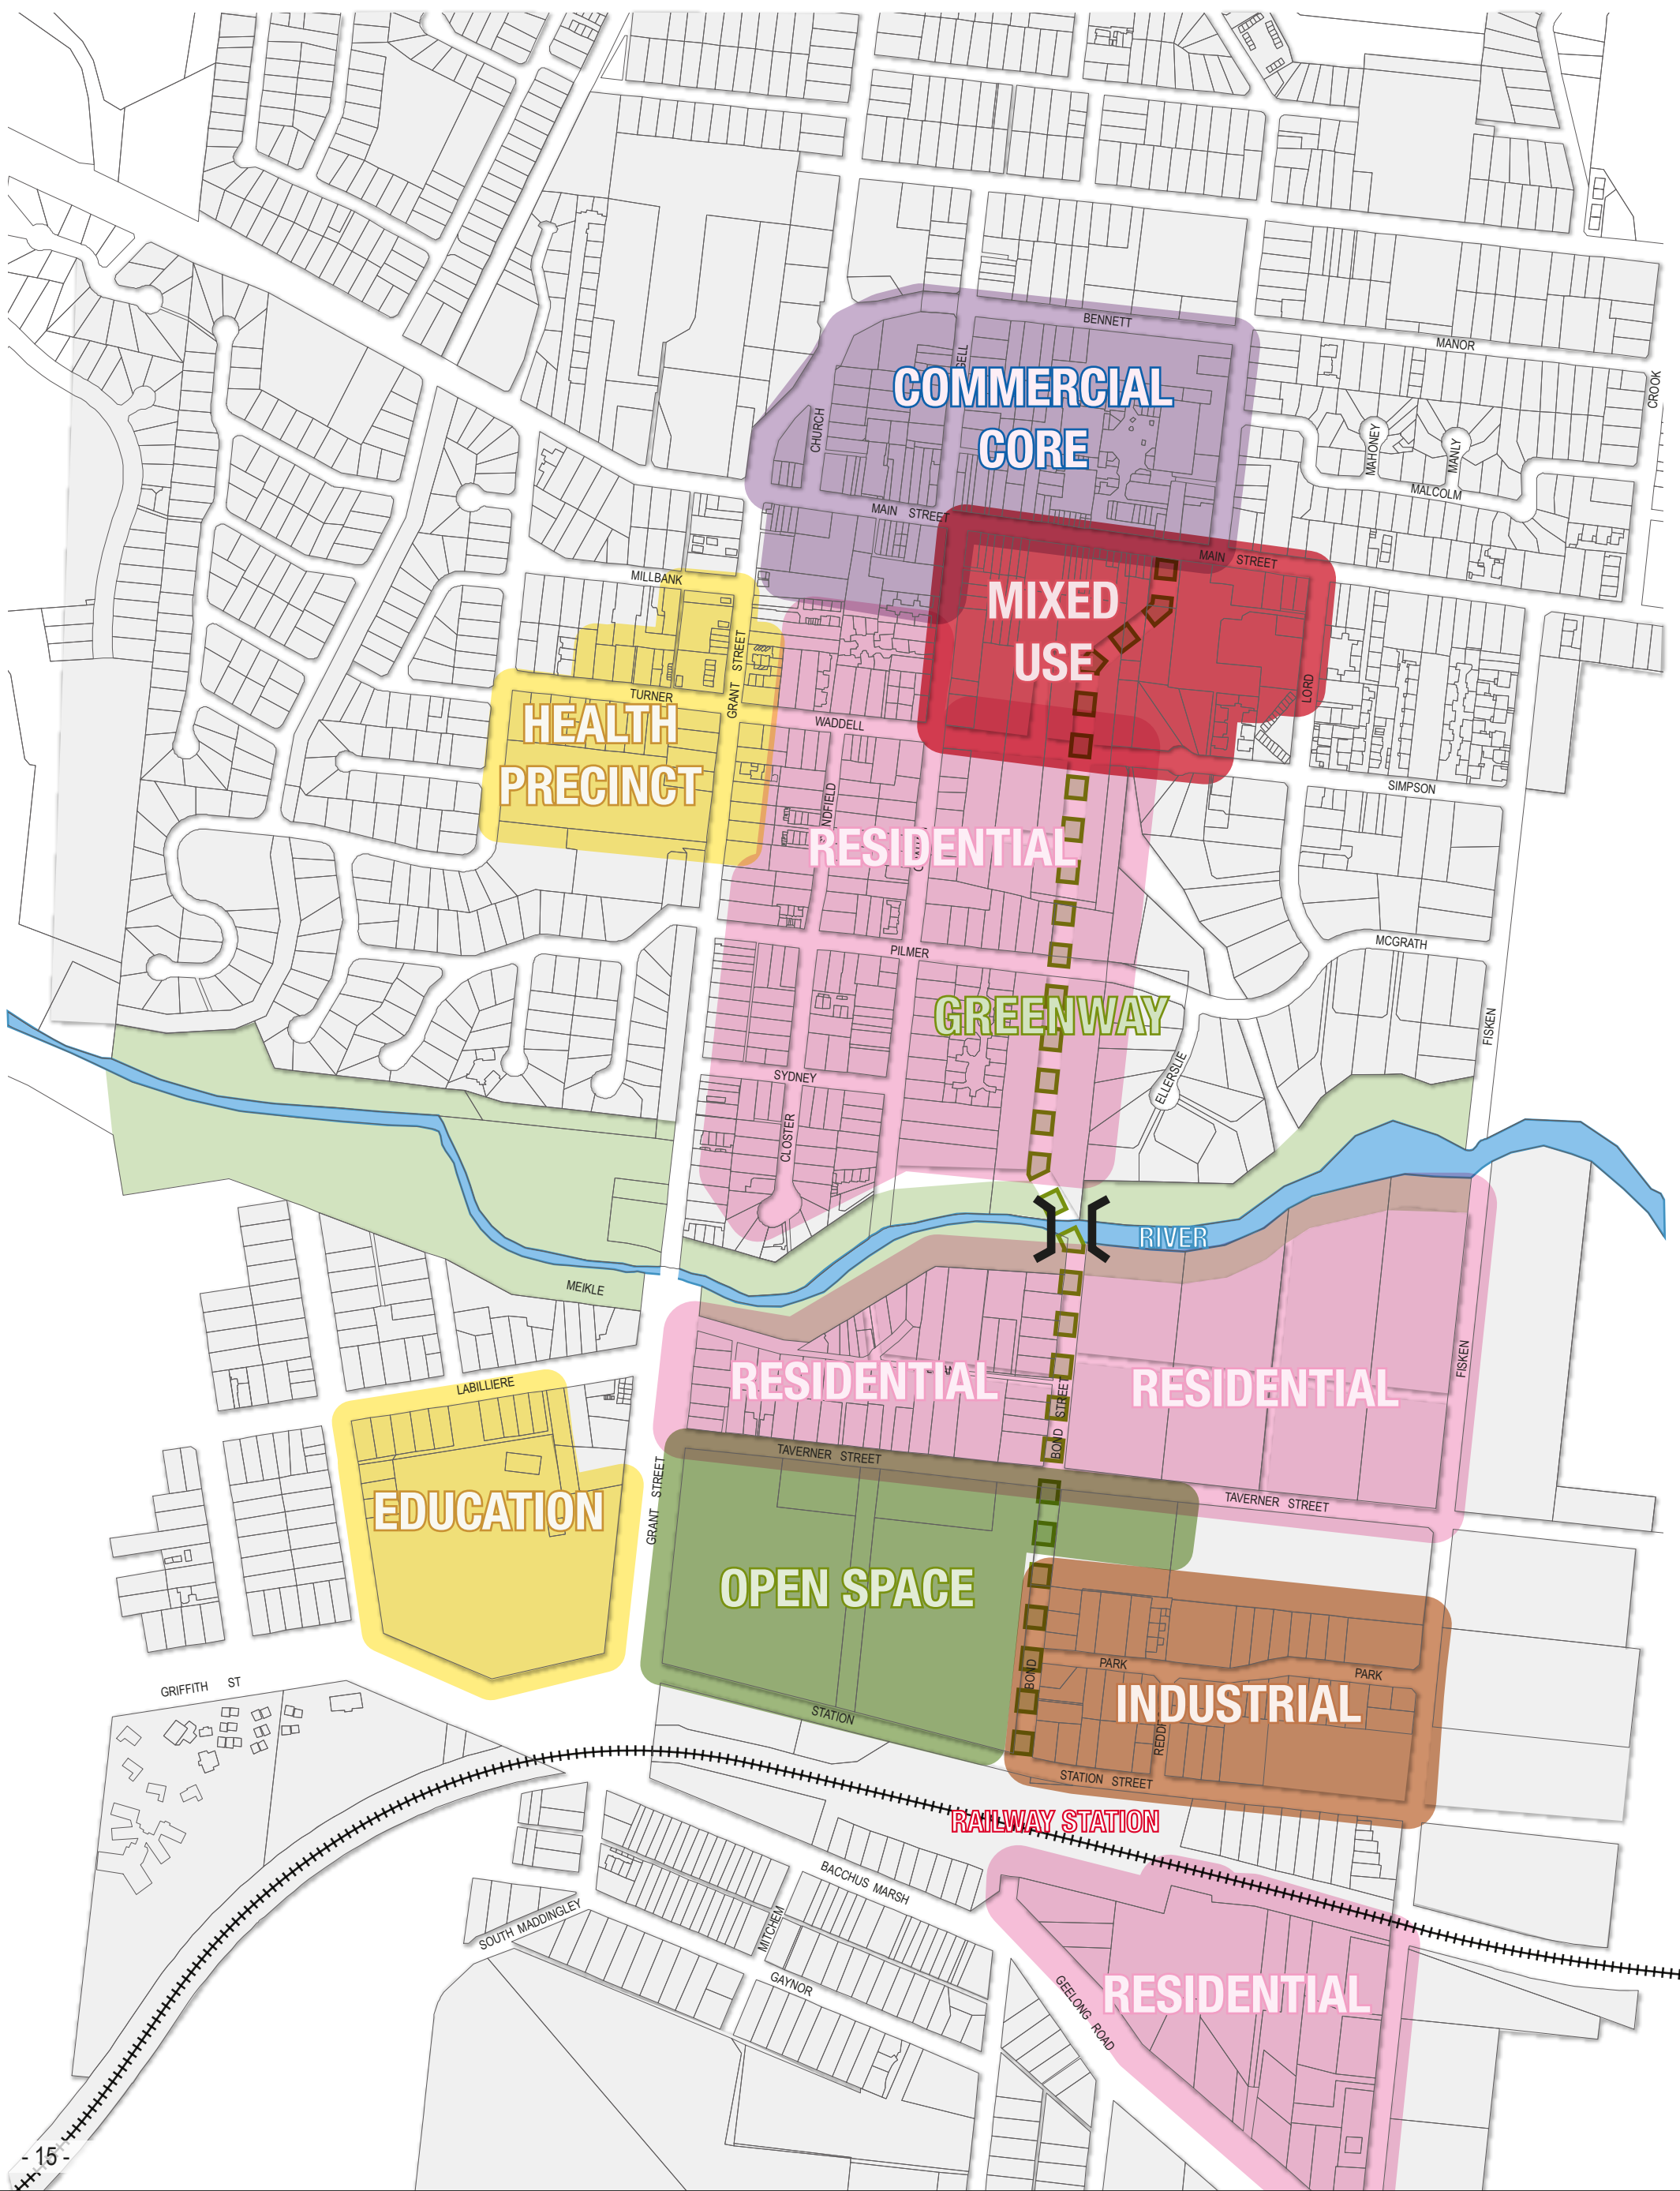 BENNETT
MANOR
CROOK
COMMERCIAL
CORE
CHURCH
MAHONEY
MANLY
MALCOLM
MAIN STREET
MAIN STREET
MILLBANK
MIXED
USE
GRANT STREET
TURNER
LORD
HEALTH
PRECINCT
WADDELL
SIMPSON
RESIDENTIAL
PILMER
MCGRATH
GREENWAY
FISKEN
SYDNEY
ELLERSLIE
CLOSTER
RIVER
MEIKLE
FISKEN
RESIDENTIAL
RESIDENTIAL
LABILLIERE
BOND STREET
TAVERNER STREET
TAVERNER STREET
GRANT STREET
EDUCATION
OPEN SPACE
PARK
PARK
BOND
GRIFFITH ST
INDUSTRIAL
STATION
STATION STREET
RAILWAY STATION
BACCHUS MARSH
SOUTH MADDINGLEY
MITCHEM
GAYNOR
GEELONG ROAD
RESIDENTIAL
- 15 -